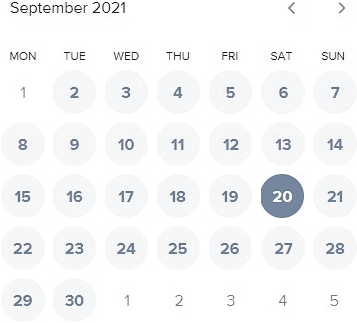 September 2021
MON TUE WED THU FRI SAT SUN
1 2 3 4 5 6 7
8 9 10 11 12 13 14
15 16 17 18 19 20 21
22 23 24 25 26 27 28
29 30 1 2 3 4 5